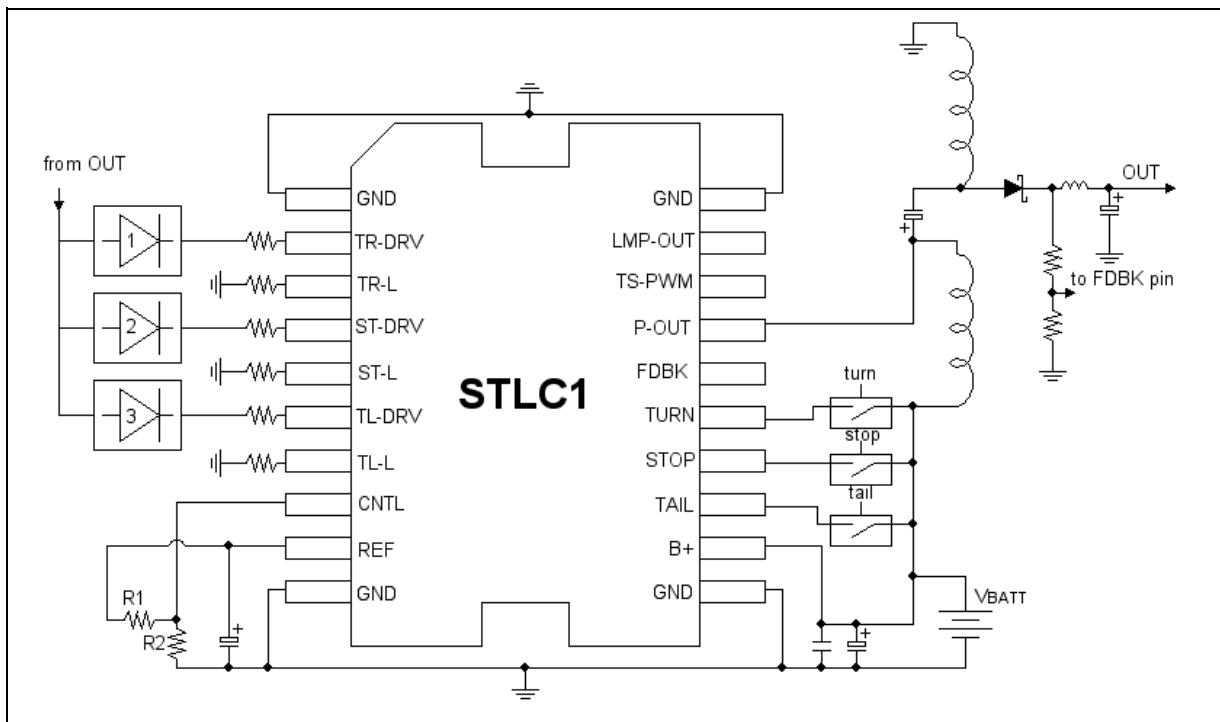 from OUT
1
2
3
GND
TR-DRV
TR-L
ST-DRV
ST-L
TL-DRV
TL-L
CNTL
REF
GND
R1
R2
+
STLC1
GND
LMP-OUT
TS-PWM
P-OUT
FDBK
TURN
STOP
TAIL
B+
GND
+
OUT
+
to FDBK pin
turn
stop
tail
VBATT
+